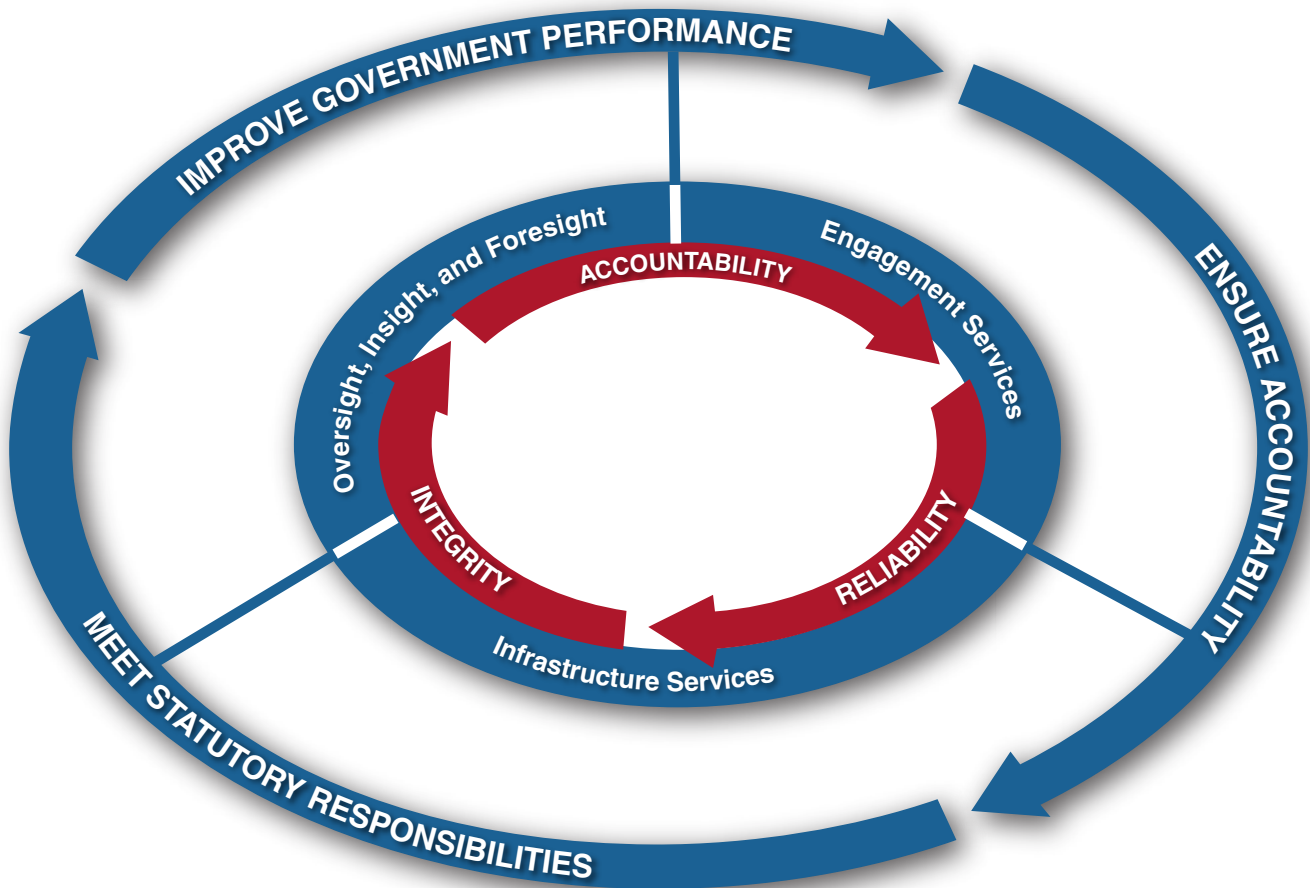 IMPROVE GOVERNMENT PERFORMANCE
ENSURE ACCOUNTABILITY
MEET STATUTORY RESPONSIBILITIES
Oversight, Insight, and Foresight
Engagement Services
Infrastructure Services
ACCOUNTABILITY
RELIABILITY
INTEGRITY